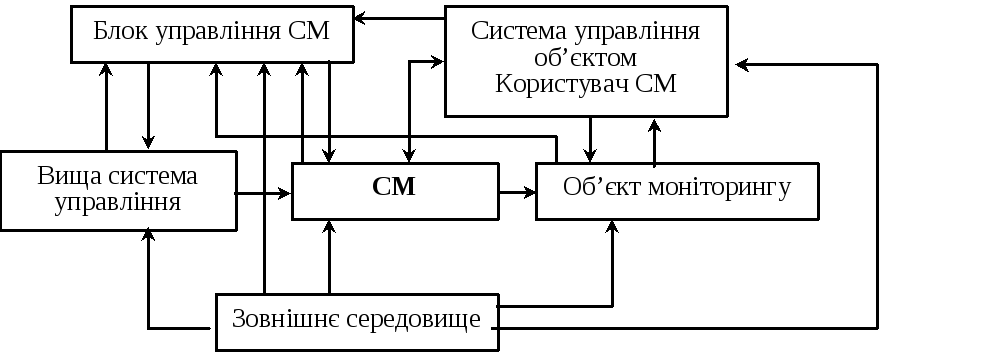 Блок управління СМ
Система управління
об’єктом
Користувач СМ
Вища система
управління
СМ
Об’єкт моніторингу
Зовнішнє середовище